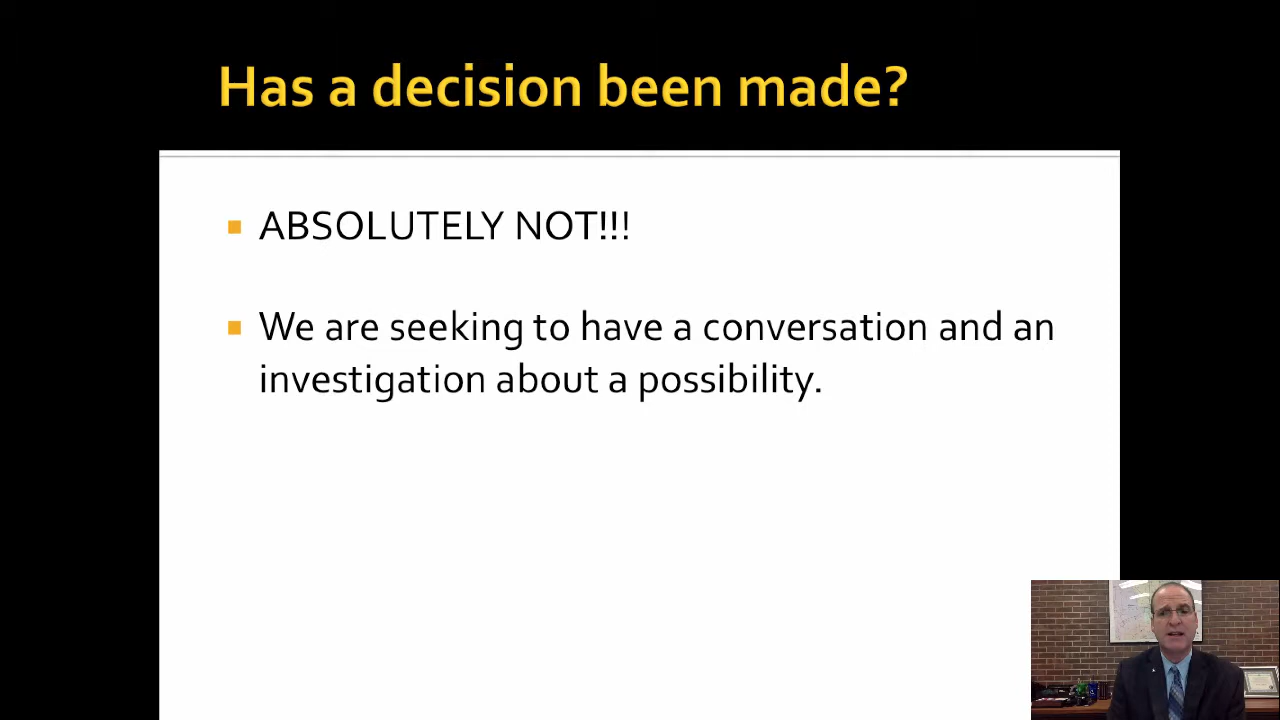 Has a decision been made?
ABSOLUTELY NOT!!!
We are seeking to have a conversation and an
investigation about a possibility.